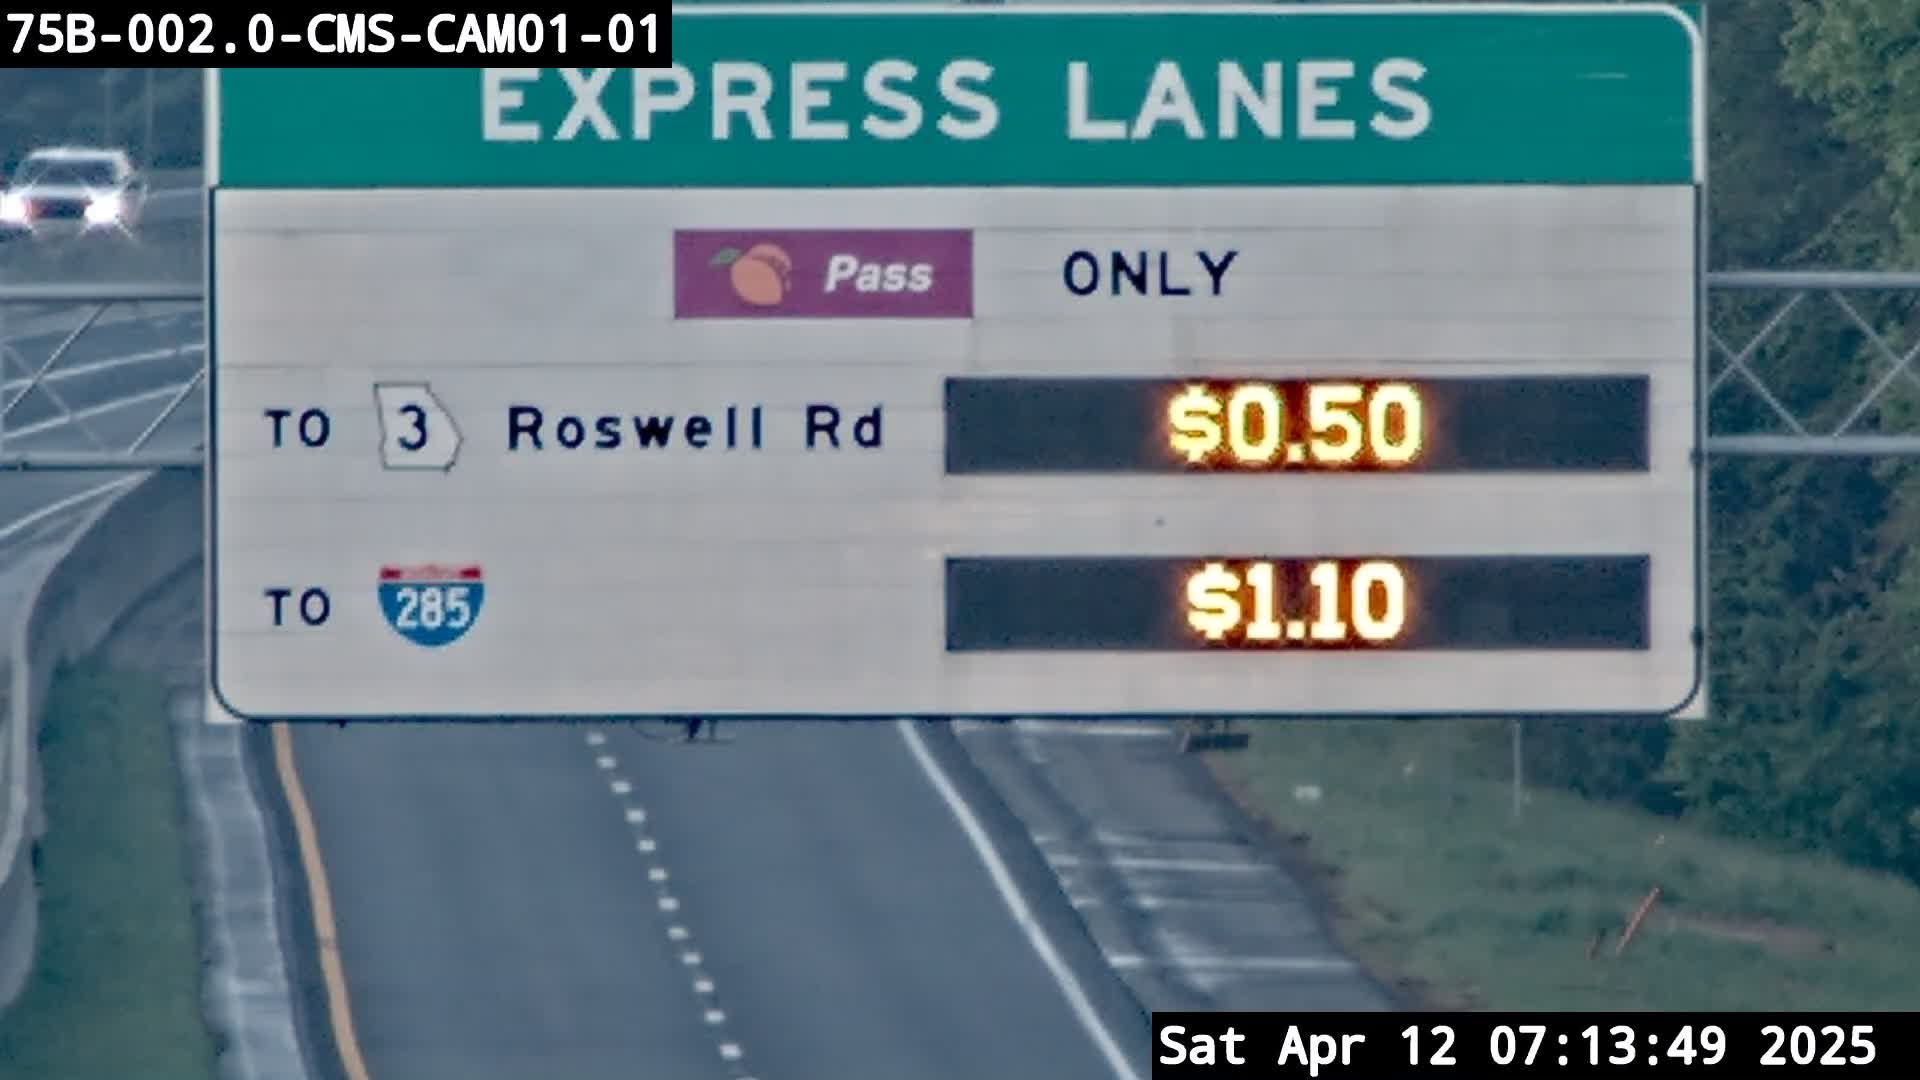 75B-002.0-CMS-CAM01-01
EXPRESS LANES
Pass ONLY
TO 3 Roswell Rd $0.50
TO 285 $1.10
Sat Apr 12 07:13:49 2025